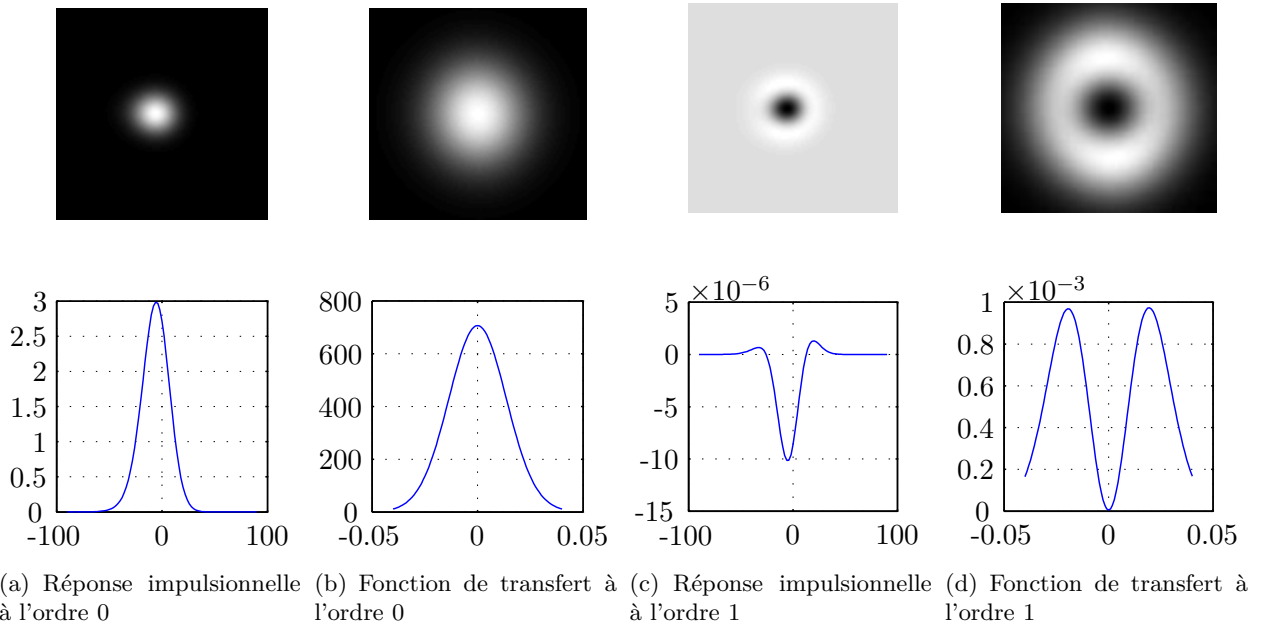 3
2.5
2
1.5
1
0.5
0
-100 0 100
800
600
400
200
0
-0.05 0 0.05
×10⁻⁶
5
0
-5
-10
-15
-100 0 100
×10⁻³
1
0.8
0.6
0.4
0.2
0
-0.05 0 0.05
(a) Réponse impulsionnelle
à l'ordre 0
(b) Fonction de transfert à
l'ordre 0
(c) Réponse impulsionnelle
à l'ordre 1
(d) Fonction de transfert à
l'ordre 1